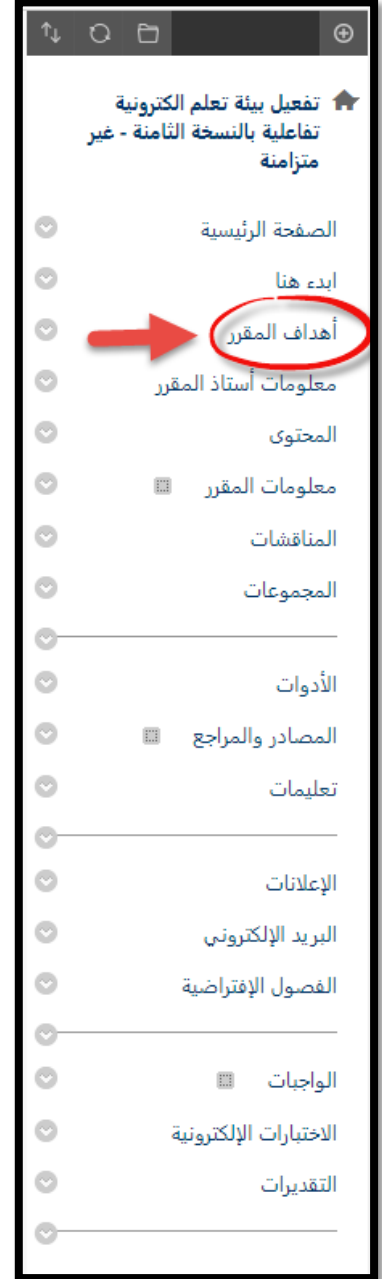 تفعيل بيئة تعلم الكترونية
تفاعلية بالنسخة الثامنة - غير
متزامنة
الصفحة الرئيسية
ابدء هنا
أهداف المقرر
معلومات أستاذ المقرر
المحتوى
معلومات المقرر
المناقشات
المجموعات
الأدوات
المصادر والمراجع
تعليمات
الإعلانات
البريد الإلكتروني
الفصول الإفتراضية
الواجبات
الاختبارات الإلكترونية
التقديرات